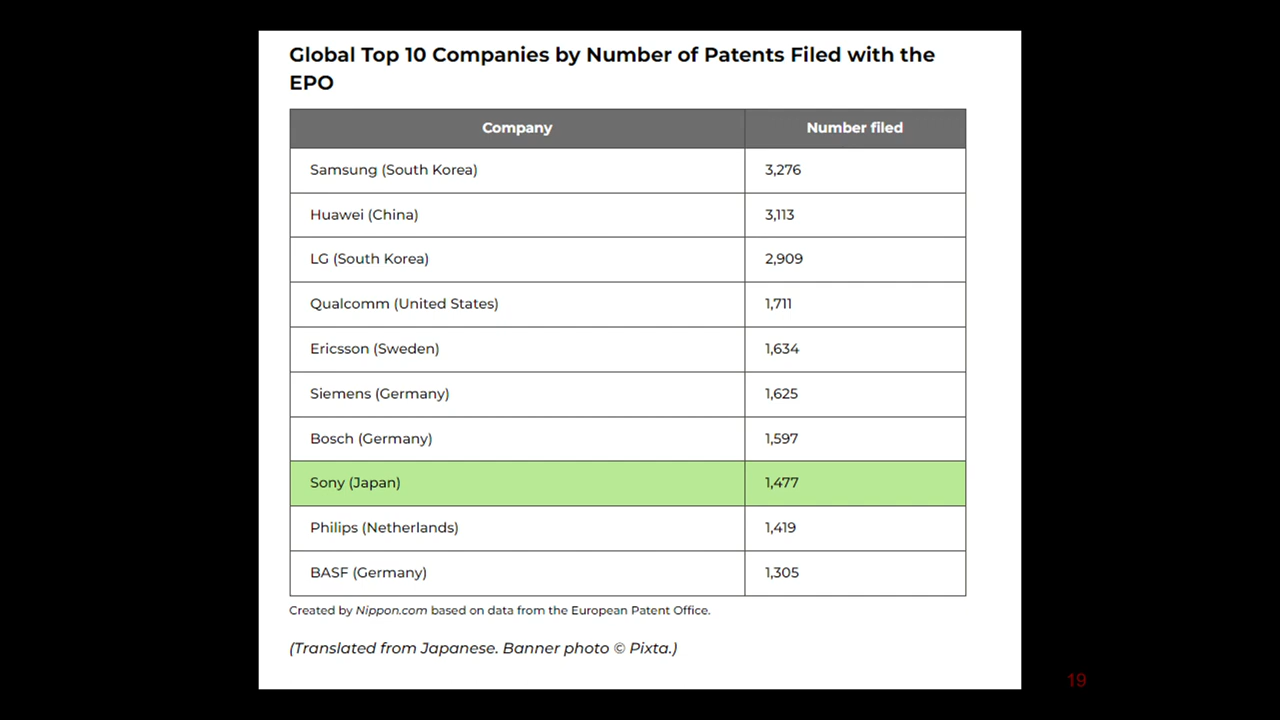 Global Top 10 Companies by Number of Patents Filed with the
EPO
Company Number filed
Samsung (South Korea) 3,276
Huawei (China) 3,113
LG (South Korea) 2,909
Qualcomm (United States) 1,711
Ericsson (Sweden) 1,634
Siemens (Germany) 1,625
Bosch (Germany) 1,597
Sony (Japan) 1,477
Philips (Netherlands) 1,419
BASF (Germany) 1,305
Created by Nippon.com based on data from the European Patent Office.
(Translated from Japanese. Banner photo © Pixta.)
19